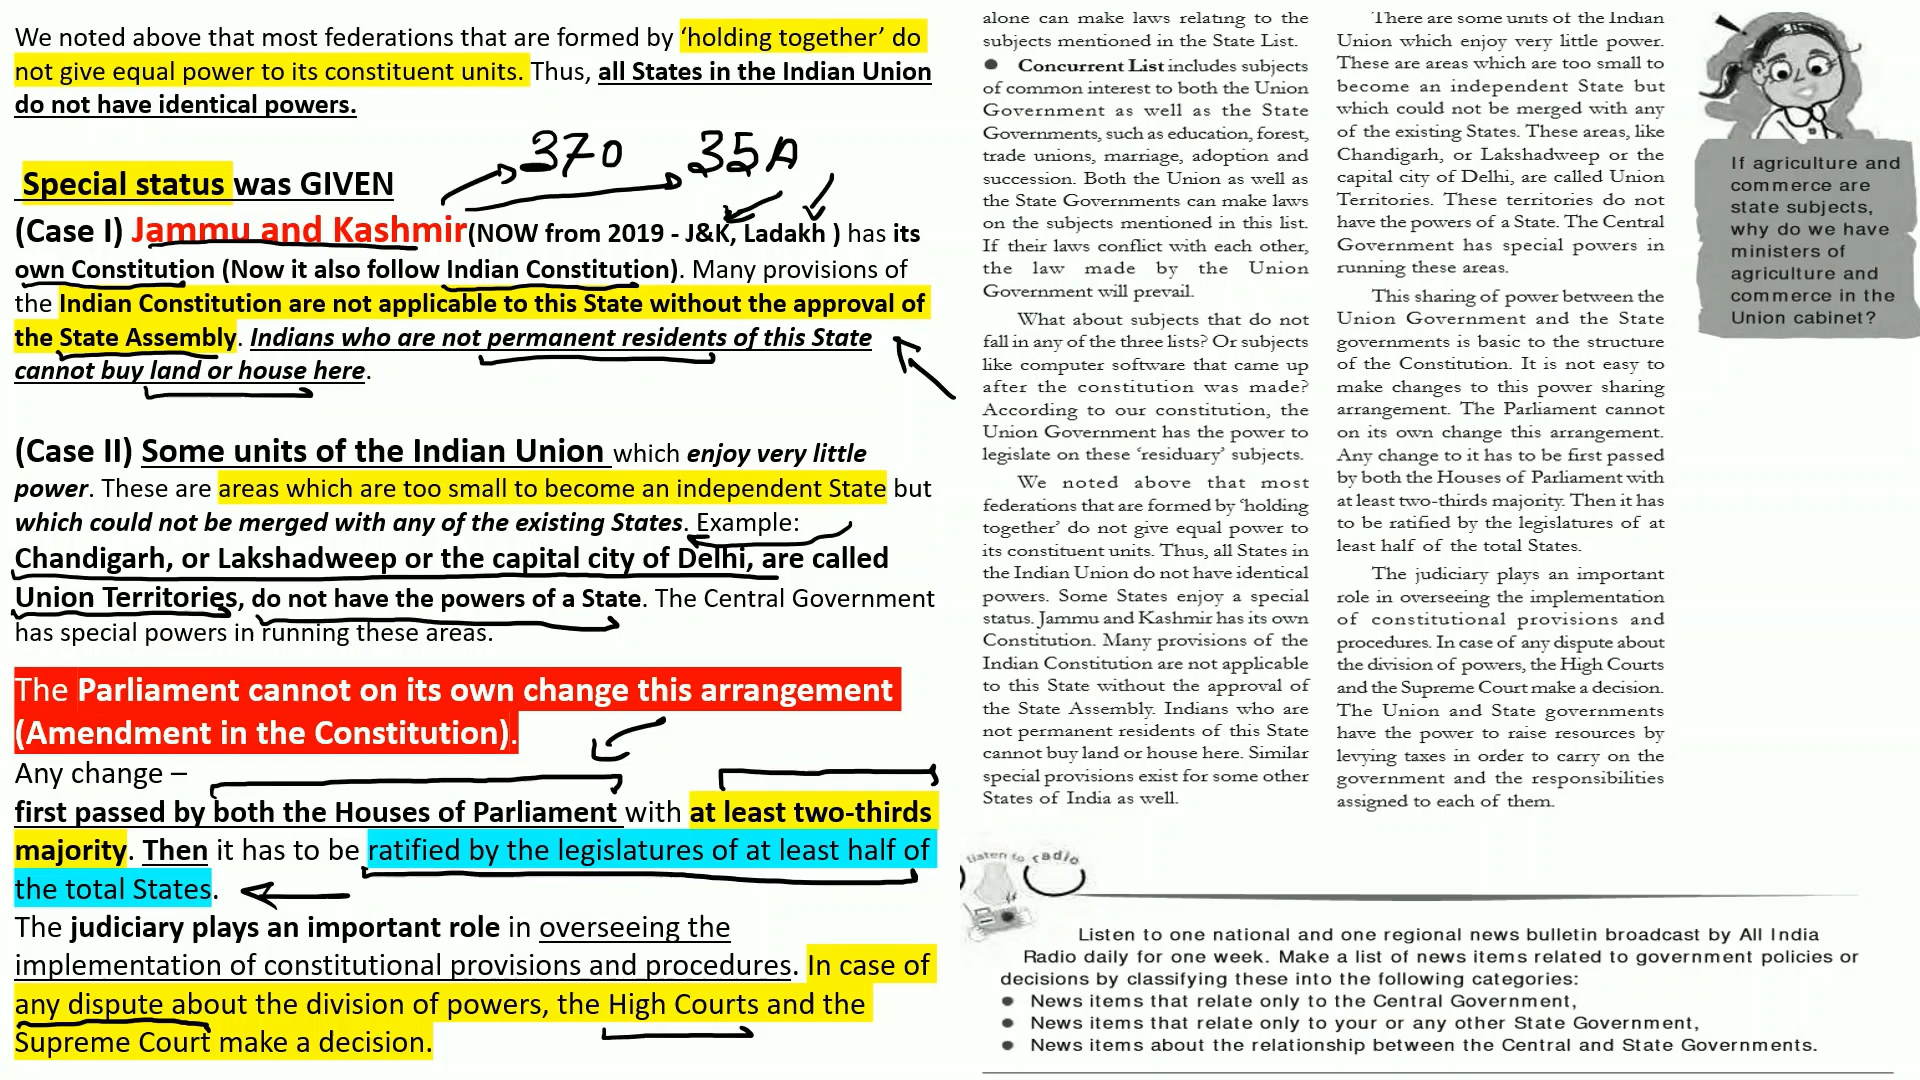 We noted above that most federations that are formed by ‘holding together’ do
not give equal power to its constituent units. Thus, all States in the Indian Union
do not have identical powers.
370 35A
Special status was GIVEN
(Case I) Jammu and Kashmir(NOW from 2019 - J&K, Ladakh ) has its
own Constitution (Now it also follow Indian Constitution). Many provisions of
the Indian Constitution are not applicable to this State without the approval of
the State Assembly. Indians who are not permanent residents of this State
cannot buy land or house here.
(Case II) Some units of the Indian Union which enjoy very little
power. These are areas which are too small to become an independent State but
which could not be merged with any of the existing States. Example:
Chandigarh, or Lakshadweep or the capital city of Delhi, are called
Union Territories, do not have the powers of a State. The Central Government
has special powers in running these areas.
The Parliament cannot on its own change this arrangement
(Amendment in the Constitution).
Any change –
first passed by both the Houses of Parliament with at least two-thirds
majority. Then it has to be ratified by the legislatures of at least half of
the total States.
The judiciary plays an important role in overseeing the
implementation of constitutional provisions and procedures. In case of
any dispute about the division of powers, the High Courts and the
Supreme Court make a decision.
alone can make laws relating to the
subjects mentioned in the State List.
● Concurrent List includes subjects
of common interest to both the Union
Government as well as the State
Governments, such as education, forest,
trade unions, marriage, adoption and
succession. Both the Union as well as
the State Governments can make laws
on the subjects mentioned in this list.
If their laws conflict with each other,
the law made by the Union
Government will prevail.
What about subjects that do not
fall in any of the three lists? Or subjects
like computer software that came up
after the constitution was made?
According to our constitution, the
Union Government has the power to
legislate on these ‘residuary’ subjects.
We noted above that most
federations that are formed by ‘holding
together’ do not give equal power to
its constituent units. Thus, all States in
the Indian Union do not have identical
powers. Some States enjoy a special
status. Jammu and Kashmir has its own
Constitution. Many provisions of the
Indian Constitution are not applicable
to this State without the approval of
the State Assembly. Indians who are
not permanent residents of this State
cannot buy land or house here. Similar
special provisions exist for some other
States of India as well.
There are some units of the Indian
Union which enjoy very little power.
These are areas which are too small to
become an independent State but
which could not be merged with any
of the existing States. These areas, like
Chandigarh, or Lakshadweep or the
capital city of Delhi, are called Union
Territories. These territories do not
have the powers of a State. The Central
Government has special powers in
running these areas.
This sharing of power between the
Union Government and the State
governments is basic to the structure
of the Constitution. It is not easy to
make changes to this power sharing
arrangement. The Parliament cannot
on its own change this arrangement.
Any change to it has to be first passed
by both the Houses of Parliament with
at least two-thirds majority. Then it has
to be ratified by the legislatures of at
least half of the total States.
The judiciary plays an important
role in overseeing the implementation
of constitutional provisions and
procedures. In case of any dispute about
the division of powers, the High Courts
and the Supreme Court make a decision.
The Union and State governments
have the power to raise resources by
levying taxes in order to carry on the
government and the responsibilities
assigned to each of them.
If agriculture and
commerce are
state subjects,
why do we have
ministers of
agriculture and
commerce in the
Union cabinet?
listen to radio
Listen to one national and one regional news bulletin broadcast by All India
Radio daily for one week. Make a list of news items related to government policies or
decisions by classifying these into the following categories:
● News items that relate only to the Central Government,
● News items that relate only to your or any other State Government,
● News items about the relationship between the Central and State Governments.